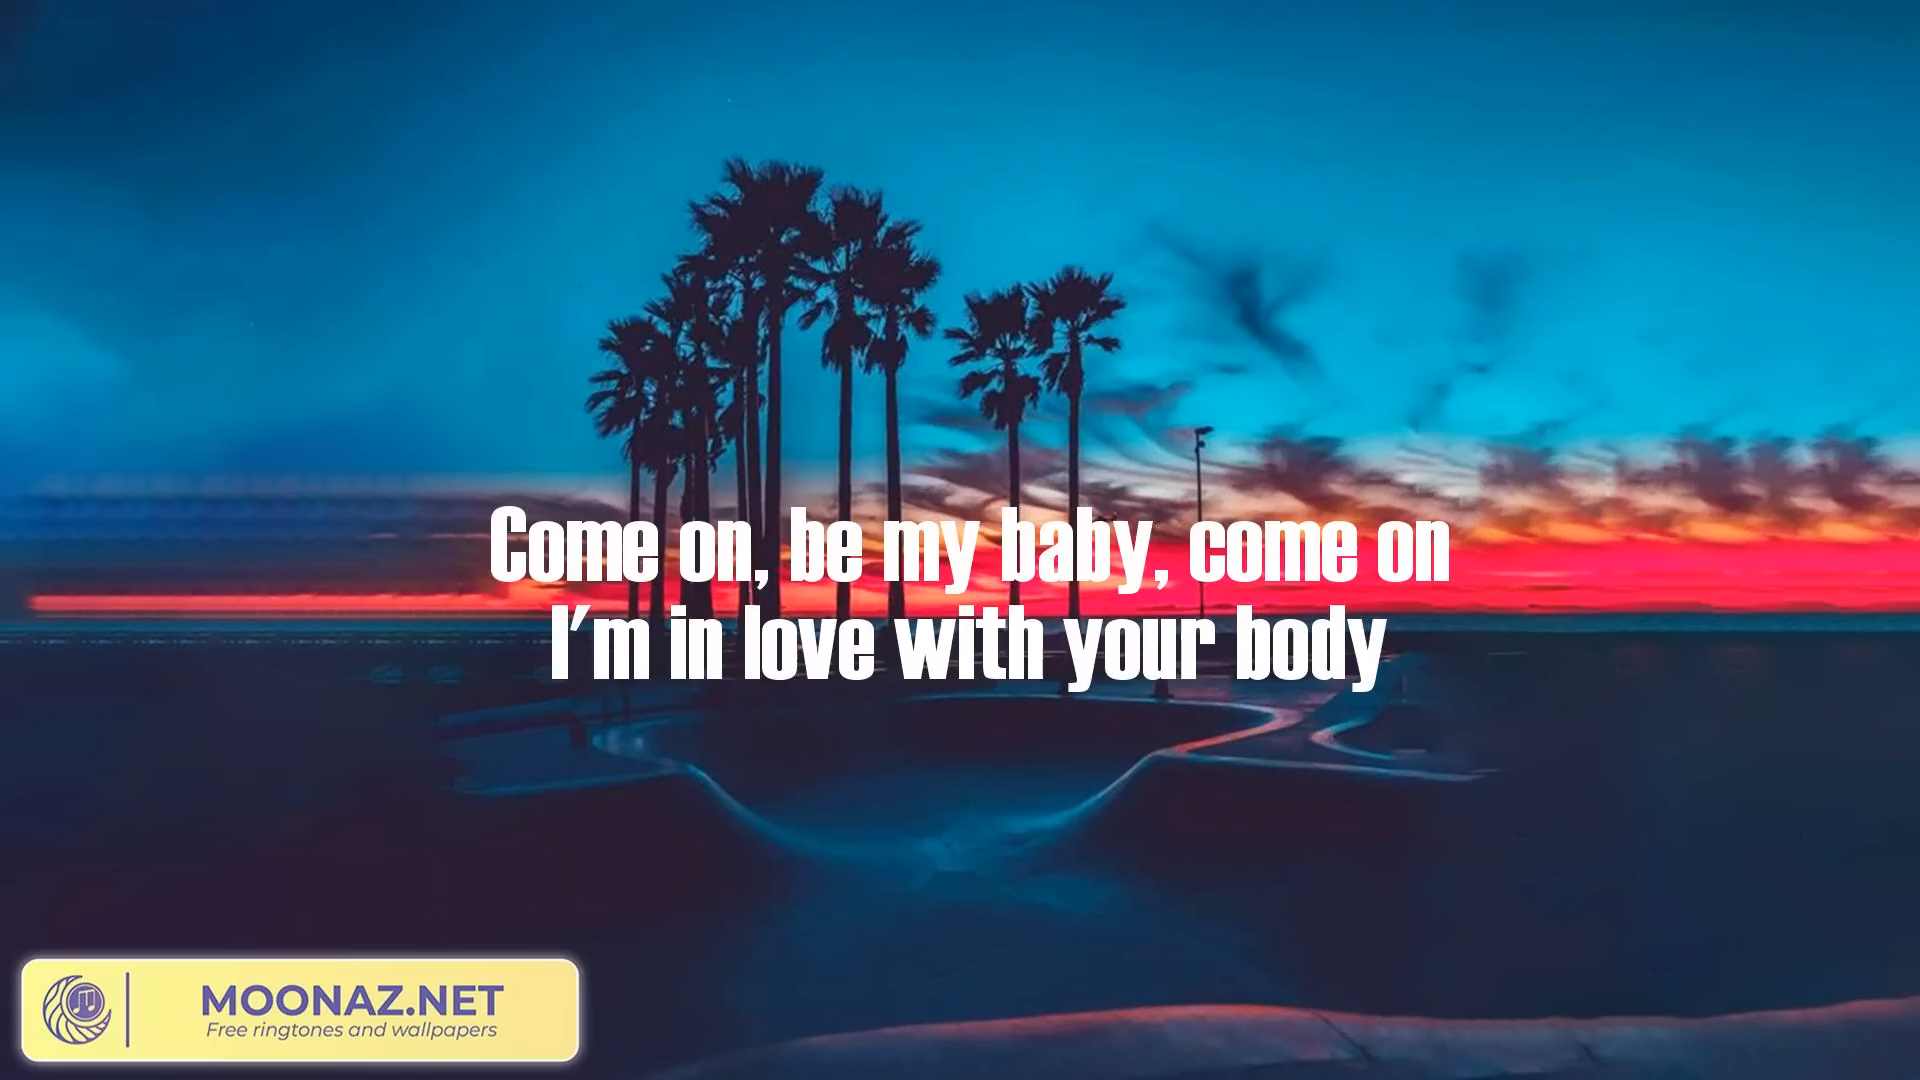 Come on, be my baby, come on
I'm in love with your body
MOONAZ.NET
Free ringtones and wallpapers